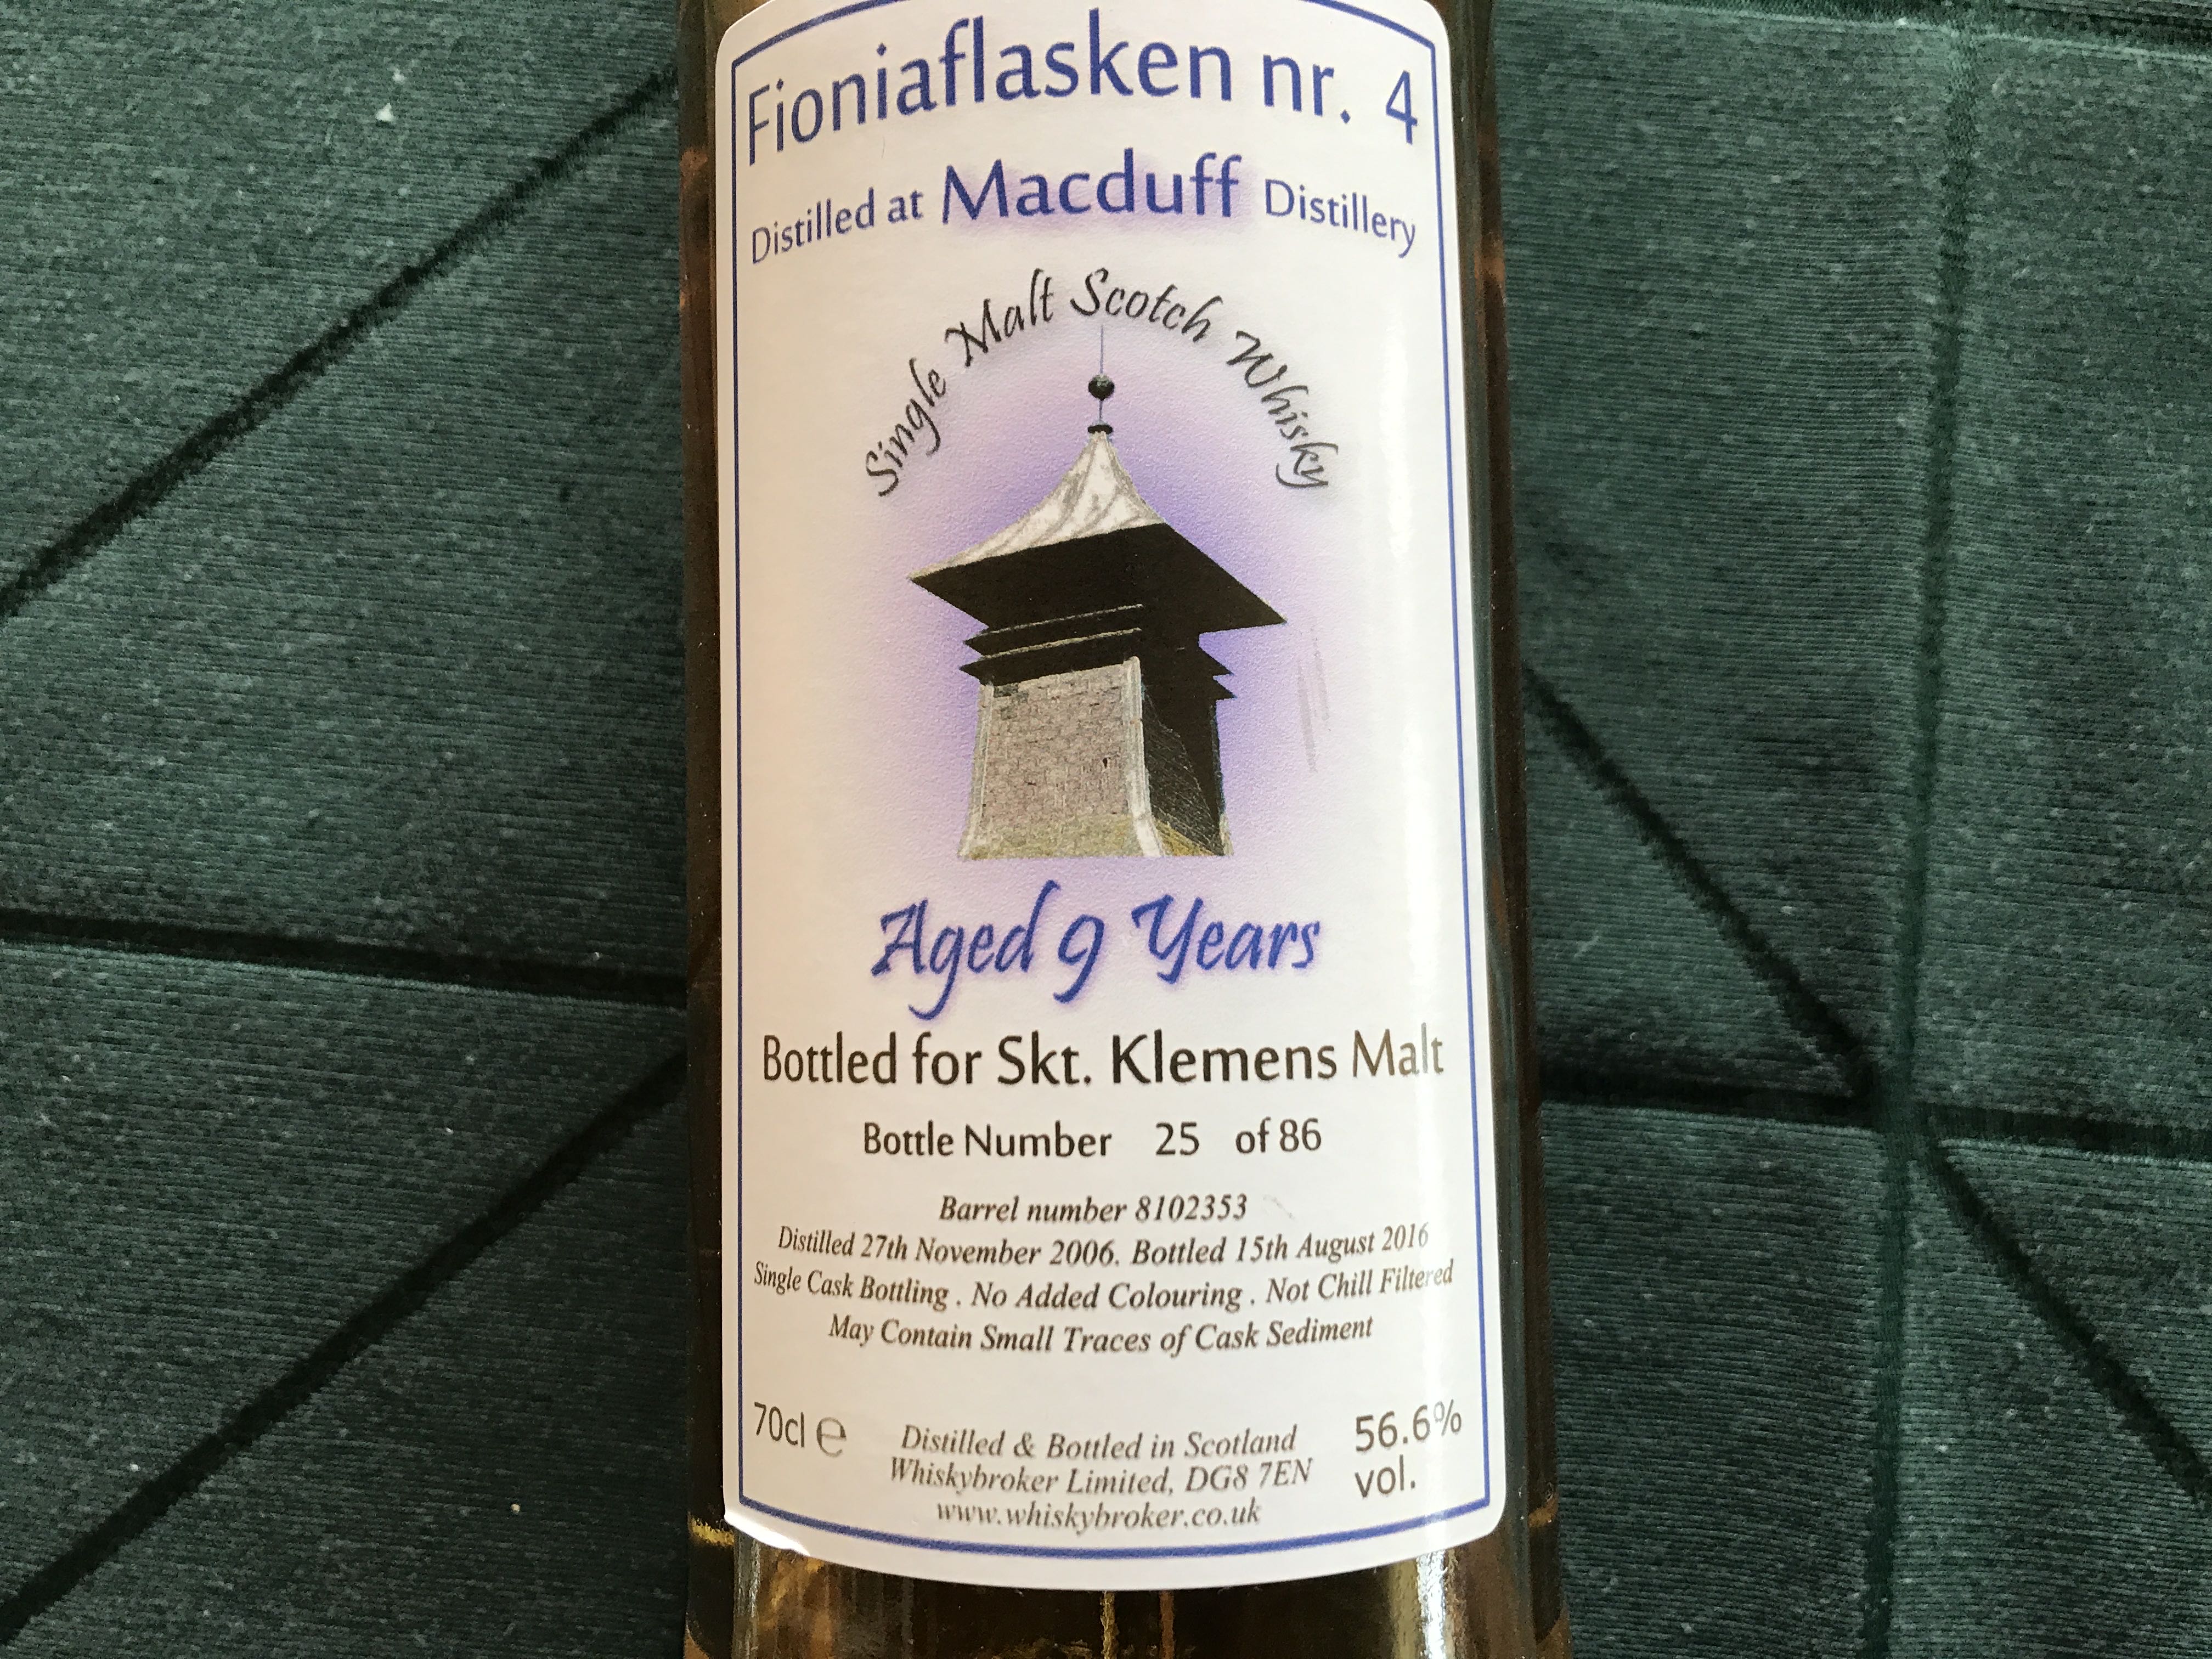 Fioniaflasken nr. 4
Distilled at Macduff Distillery
Single Malt Scotch Whisky
Aged 9 Years
Bottled for Skt. Klemens Malt
Bottle Number 25 of 86
Barrel number 8102353
Distilled 27th November 2006. Bottled 15th August 2016
Single Cask Bottling . No Added Colouring . Not Chill Filtered
May Contain Small Traces of Cask Sediment
70cl ℮
Distilled & Bottled in Scotland
Whiskybroker Limited, DG8 7EN
www.whiskybroker.co.uk
56.6%
vol.